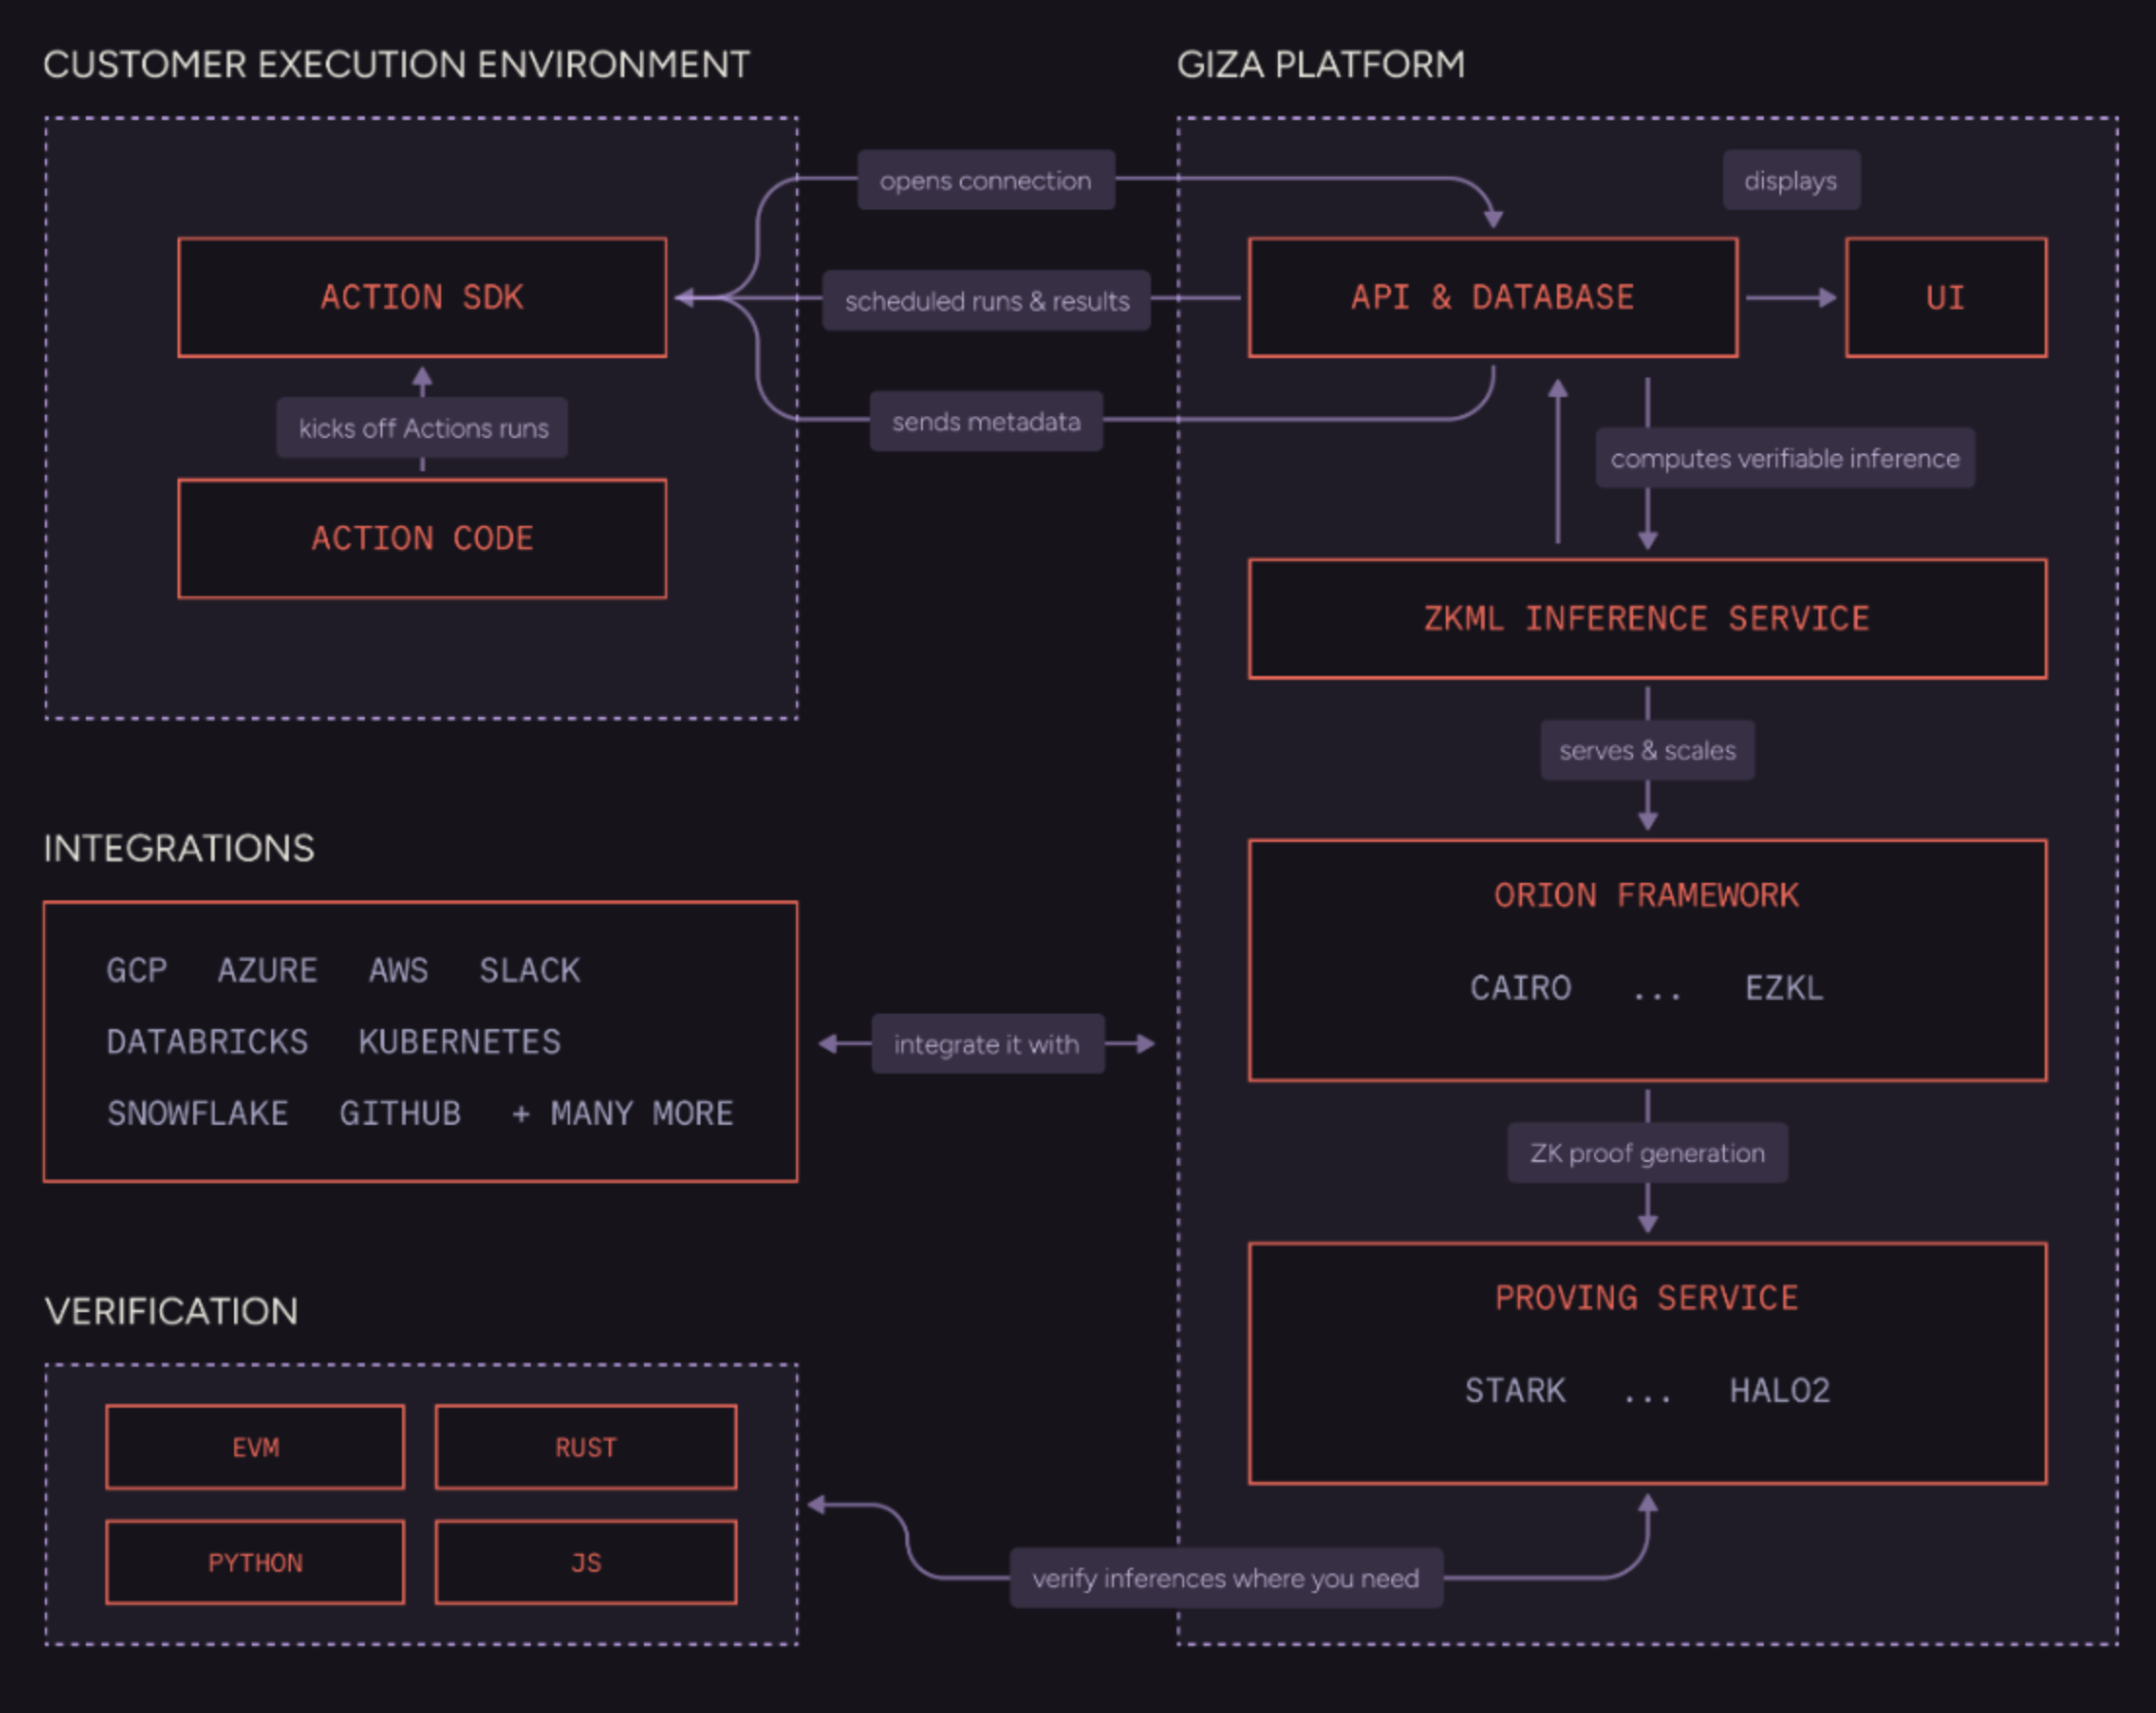 CUSTOMER EXECUTION ENVIRONMENT
ACTION SDK
kicks off Actions runs
ACTION CODE
opens connection
scheduled runs & results
sends metadata
GIZA PLATFORM
displays
API & DATABASE
UI
computes verifiable inference
ZKML INFERENCE SERVICE
serves & scales
ORION FRAMEWORK
CAIRO ... EZKL
ZK proof generation
PROVING SERVICE
STARK ... HALO2
INTEGRATIONS
GCP AZURE AWS SLACK
DATABRICKS KUBERNETES
SNOWFLAKE GITHUB + MANY MORE
integrate it with
VERIFICATION
EVM RUST
PYTHON JS
verify inferences where you need